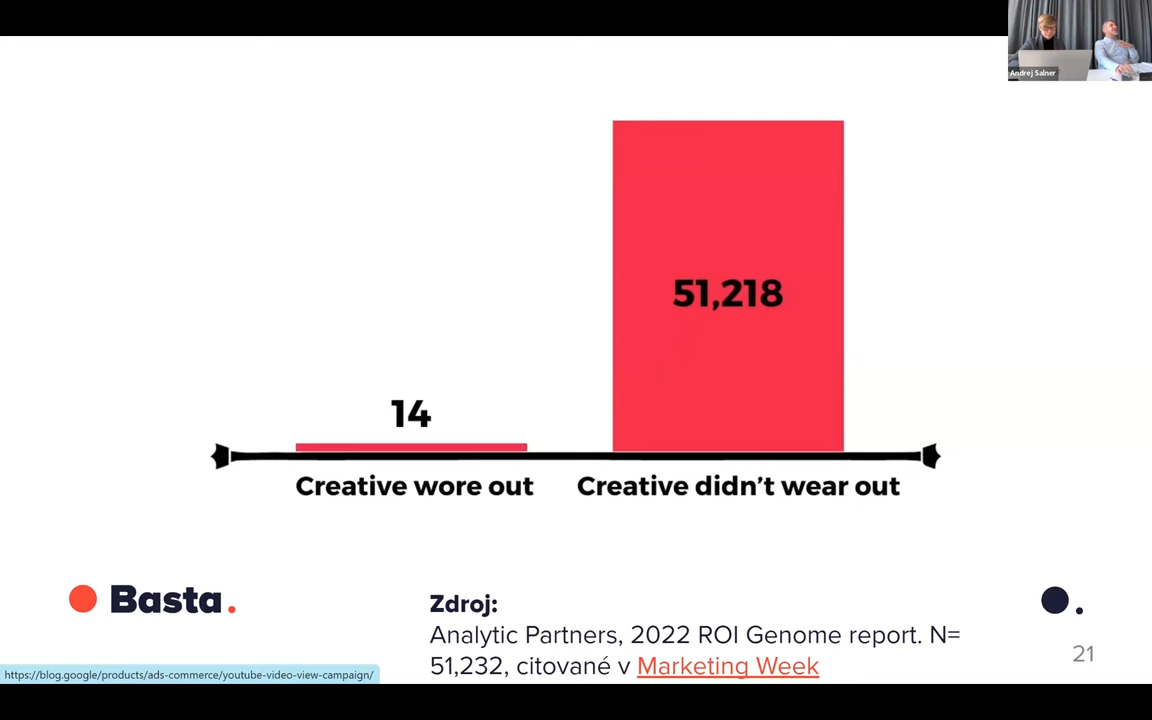 Andrej Salner
51,218
14
Creative wore out
Creative didn't wear out
Basta.
Zdroj:
Analytic Partners, 2022 ROI Genome report. N=
51,232, citované v Marketing Week
21
https://blog.google/products/ads-commerce/youtube-video-view-campaign/